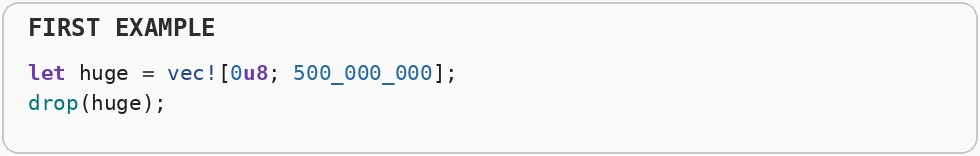 FIRST EXAMPLE
let huge = vec![0u8; 500_000_000];
drop(huge);